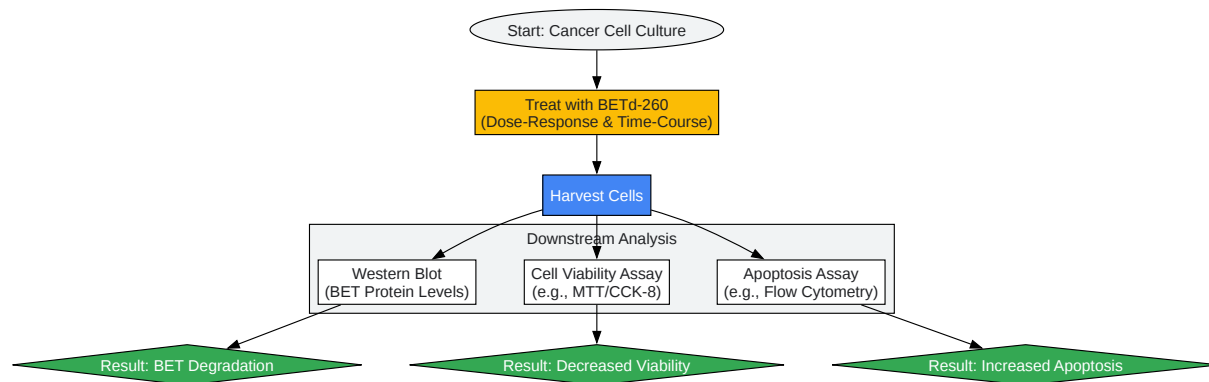 Start: Cancer Cell Culture
Treat with BETd-260
(Dose-Response & Time-Course)
Harvest Cells
Downstream Analysis
Western Blot
(BET Protein Levels)
Cell Viability Assay
(e.g., MTT/CCK-8)
Apoptosis Assay
(e.g., Flow Cytometry)
Result: BET Degradation
Result: Decreased Viability
Result: Increased Apoptosis